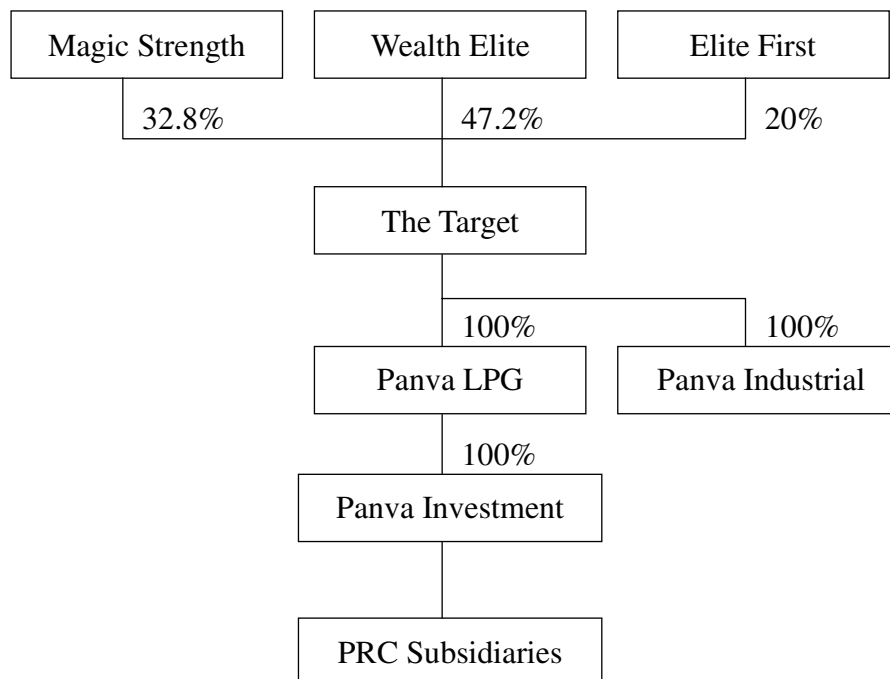 Magic Strength
Wealth Elite
Elite First
32.8%
47.2%
20%
The Target
100%
100%
Panva LPG
Panva Industrial
100%
Panva Investment
PRC Subsidiaries